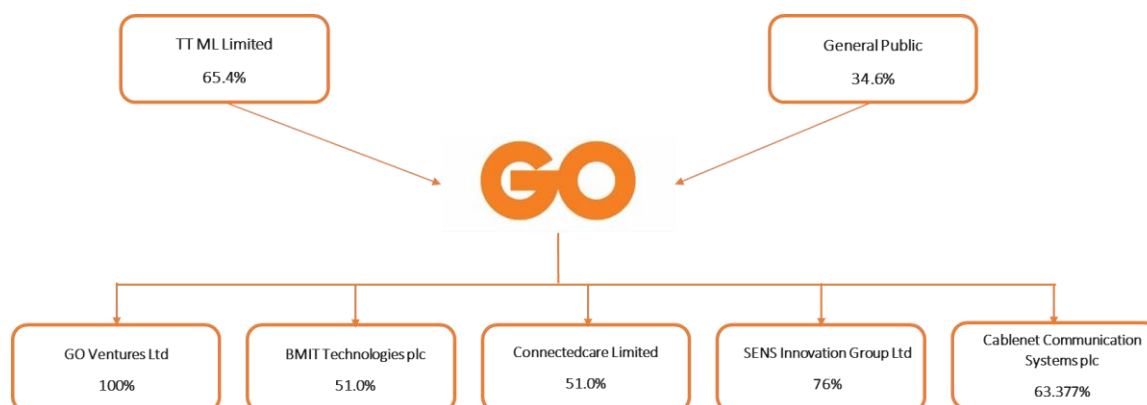 TT ML Limited
65.4%
General Public
34.6%
GO
GO Ventures Ltd
100%
BMIT Technologies plc
51.0%
Connectedcare Limited
51.0%
SENS Innovation Group Ltd
76%
Cablenet Communication
Systems plc
63.377%